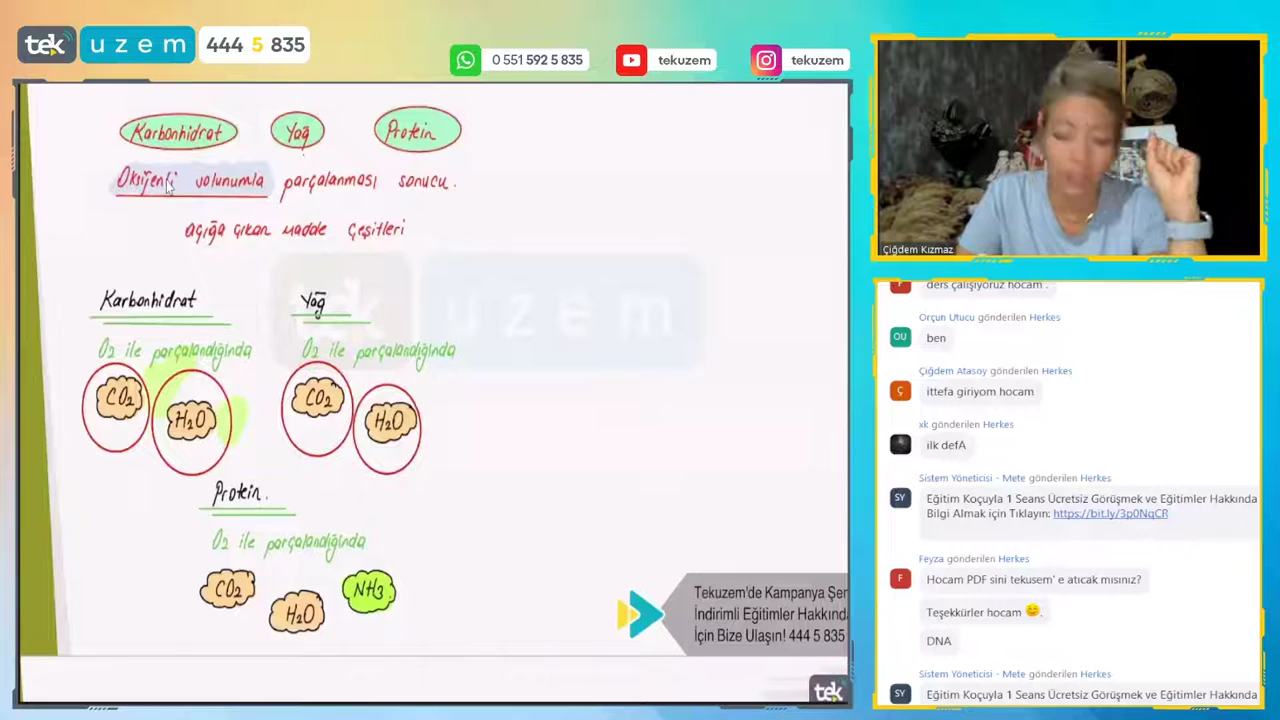 tek uzem 444 5 835
0 551 592 5 835
tekuzem
tekuzem
Karbonhidrat Yağ Protein
Oksijenli solunumla parçalanması sonucu.
açığa çıkan madde çeşitleri
tek uzem
Karbonhidrat Yağ
O2 ile parçalandığında O2 ile parçalandığında
CO2 H2O CO2 H2O
Protein.
O2 ile parçalandığında
CO2 H2O NH3
Tekuzem'de Kampanya Şen
İndirimli Eğitimler Hakkında
İçin Bize Ulaşın! 444 5 835
tek
Çiğdem Kızmaz
F
ders çalışıyoruz hocam .
Orçun Utucu gönderilen Herkes
OU
ben
Çiğdem Atasoy gönderilen Herkes
Ç
ittefa giriyom hocam
xk gönderilen Herkes
ilk defA
Sistem Yöneticisi - Mete gönderilen Herkes
SY
Eğitim Koçuyla 1 Seans Ücretsiz Görüşmek ve Eğitimler Hakkında
Bilgi Almak için Tıklayın: https://bit.ly/3p0NqCR
Feyza gönderilen Herkes
F
Hocam PDF sini tekusem' e atıcak mısınız?
Teşekkürler hocam 😊.
DNA
Sistem Yöneticisi - Mete gönderilen Herkes
SY
Eğitim Koçuyla 1 Seans Ücretsiz Görüşmek ve Eğitimler Hakkında